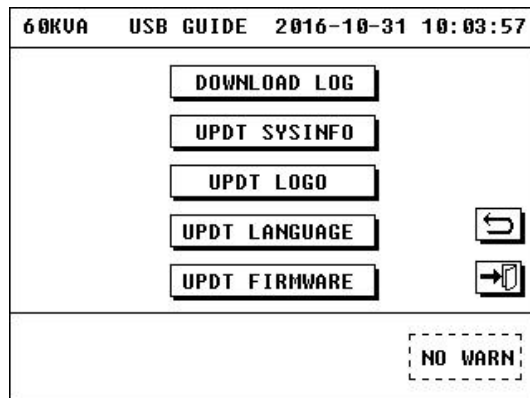 60KVA USB GUIDE 2016-10-31 10:03:57
DOWNLOAD LOG
UPDT SYSINFO
UPDT LOGO
UPDT LANGUAGE
UPDT FIRMWARE
NO WARN